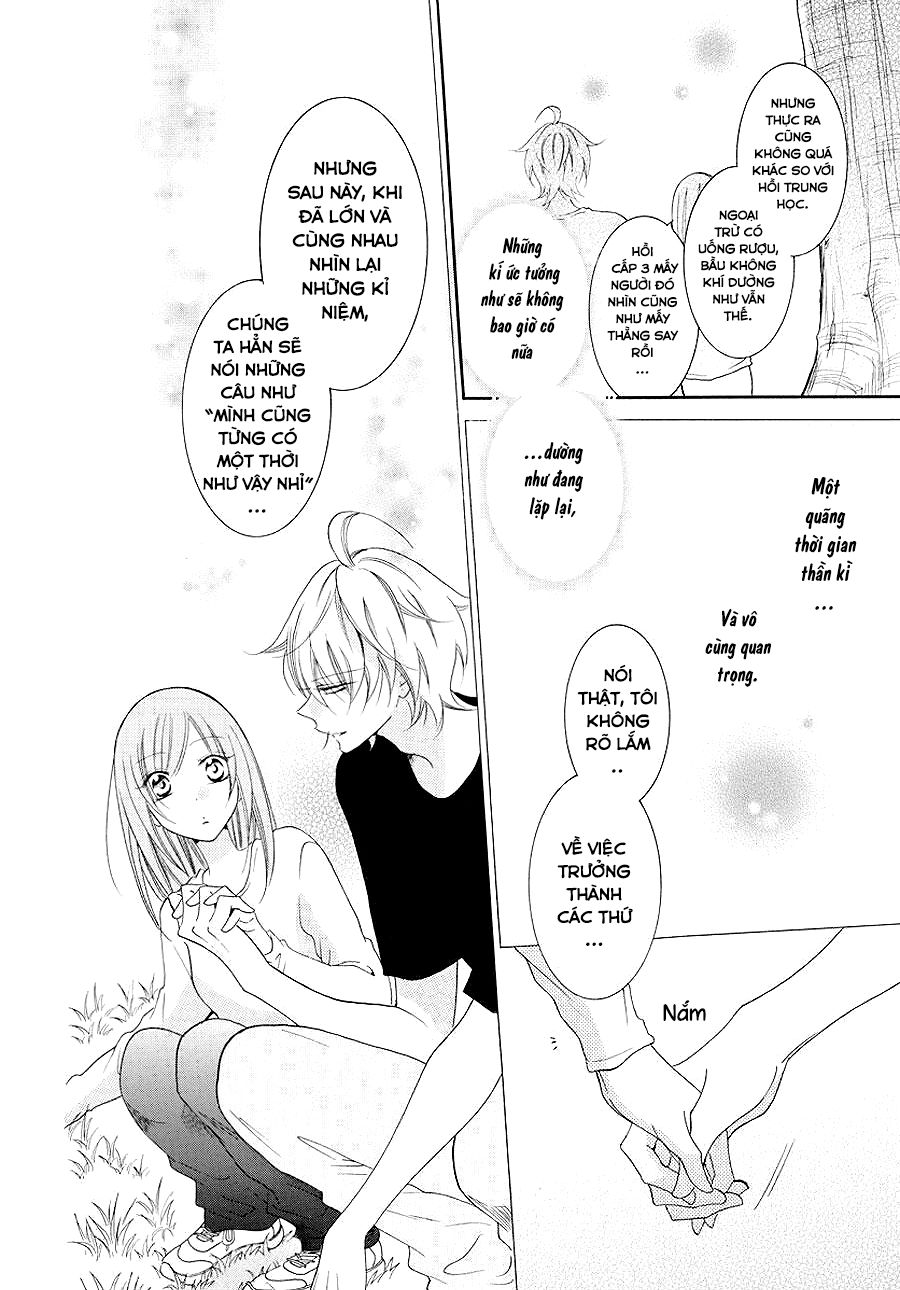 NHƯNG
THỰC RA
CŨNG
KHÔNG QUÁ
KHÁC SO VỚI
HỒI TRUNG
HỌC.
NGOẠI
TRỪ CÓ
UỐNG RƯỢU,
BẦU KHÔNG
KHÍ DƯỜNG
NHƯ VẪN
THẾ.
HỒI
CẤP 3 MẤY
NGƯỜI ĐÓ
NHÌN CŨNG
NHƯ MẤY
THẰNG SAY
RỒI
...
Những
kí ức tưởng
như sẽ không
bao giờ có
nữa
...dường
như đang
lặp lại,
Một
quãng
thời gian
thần kì
...
Và vô
cùng quan
trọng.
NÓI
THẬT, TÔI
KHÔNG
RÕ LẮM
..
VỀ VIỆC
TRƯỞNG
THÀNH
CÁC THỨ
...
Nắm
NHƯNG
SAU NÀY, KHI
ĐÃ LỚN VÀ
CÙNG NHAU
NHÌN LẠI
NHỮNG KỈ
NIỆM,
CHÚNG
TA HẲN SẼ
NÓI NHỮNG
CÂU NHƯ
"MÌNH CŨNG
TỪNG CÓ
MỘT THỜI
NHƯ VẬY NHỈ"
...